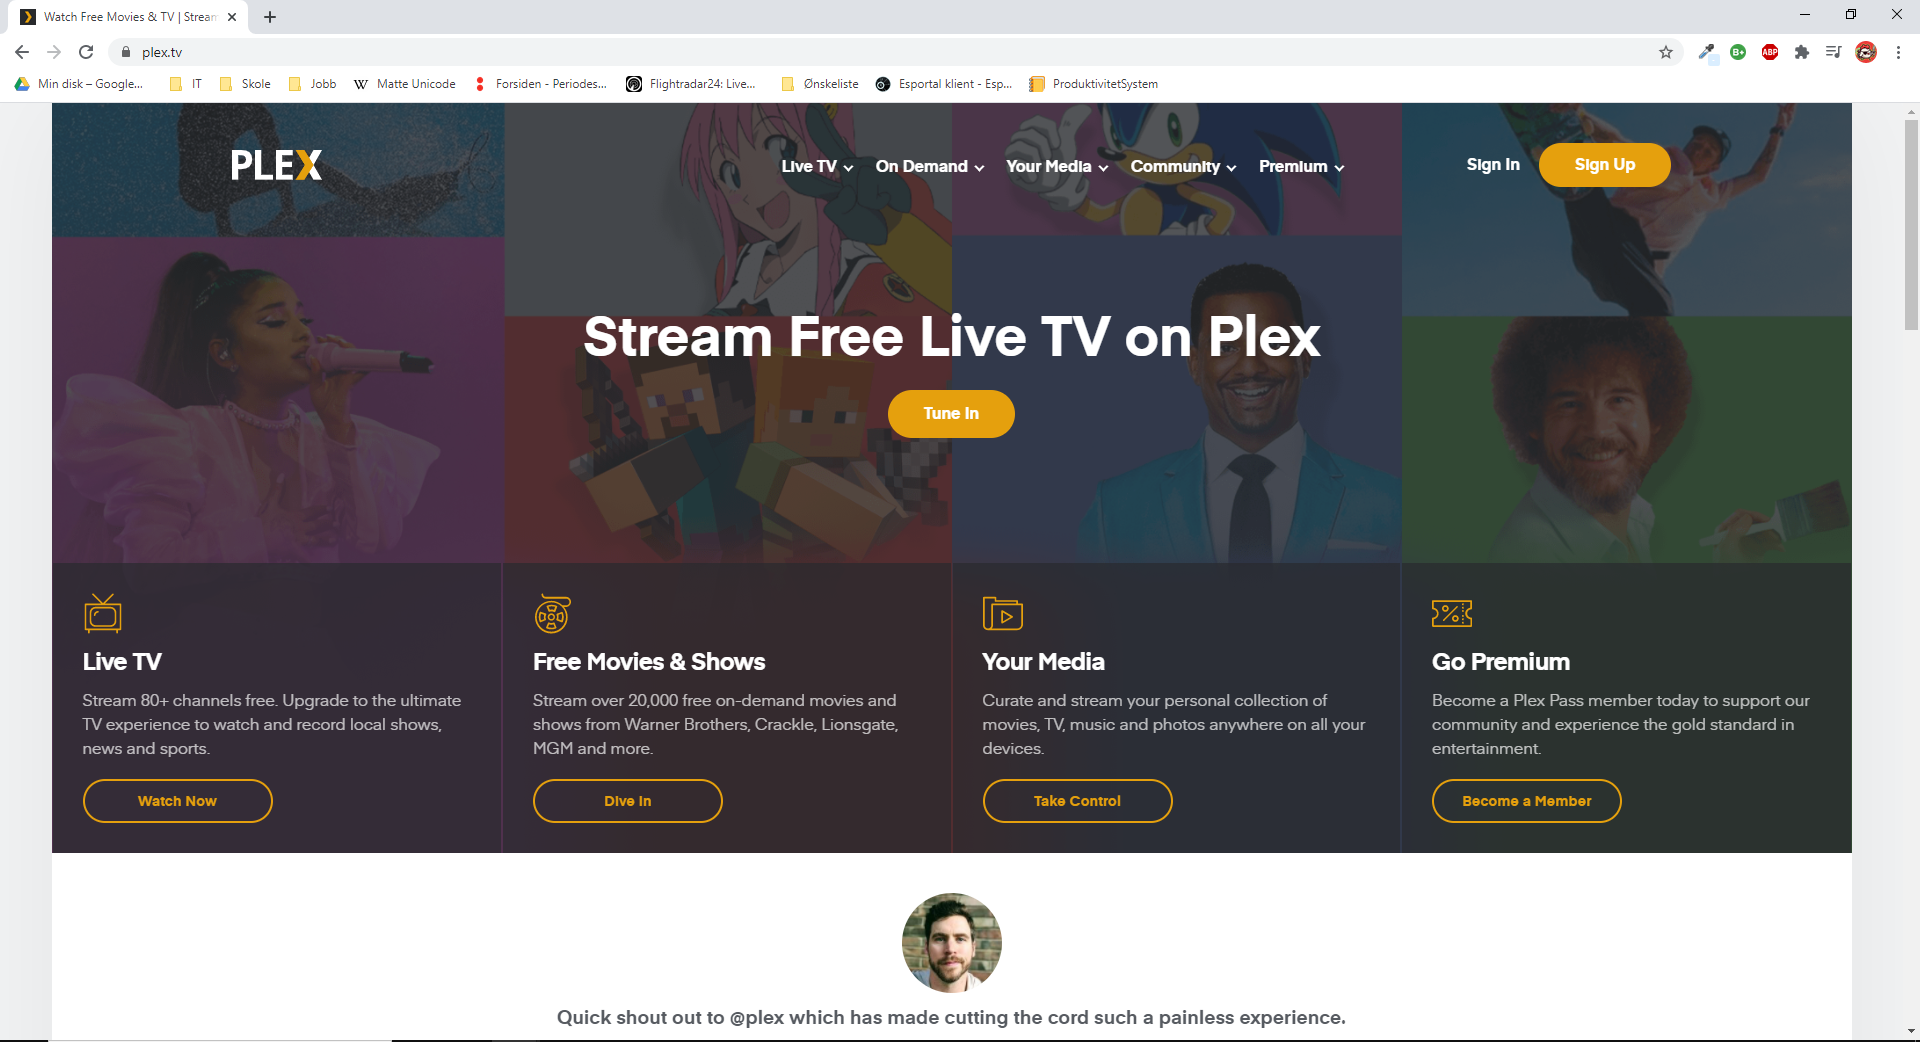 Watch Free Movies & TV | Stream
plex.tv
Min disk – Google...
IT
Skole
Jobb
W Matte Unicode
Forsiden - Periodes...
Flightradar24: Live...
Ønskeliste
Esportal klient - Esp...
ProduktivitetSystem
B+
ABP
PLEX
Live TV
On Demand
Your Media
Community
Premium
Sign In
Sign Up
Stream Free Live TV on Plex
Tune In
Live TV
Stream 80+ channels free. Upgrade to the ultimate
TV experience to watch and record local shows,
news and sports.
Watch Now
Free Movies & Shows
Stream over 20,000 free on-demand movies and
shows from Warner Brothers, Crackle, Lionsgate,
MGM and more.
Dive In
Your Media
Curate and stream your personal collection of
movies, TV, music and photos anywhere on all your
devices.
Take Control
Go Premium
Become a Plex Pass member today to support our
community and experience the gold standard in
entertainment.
Become a Member
Quick shout out to @plex which has made cutting the cord such a painless experience.